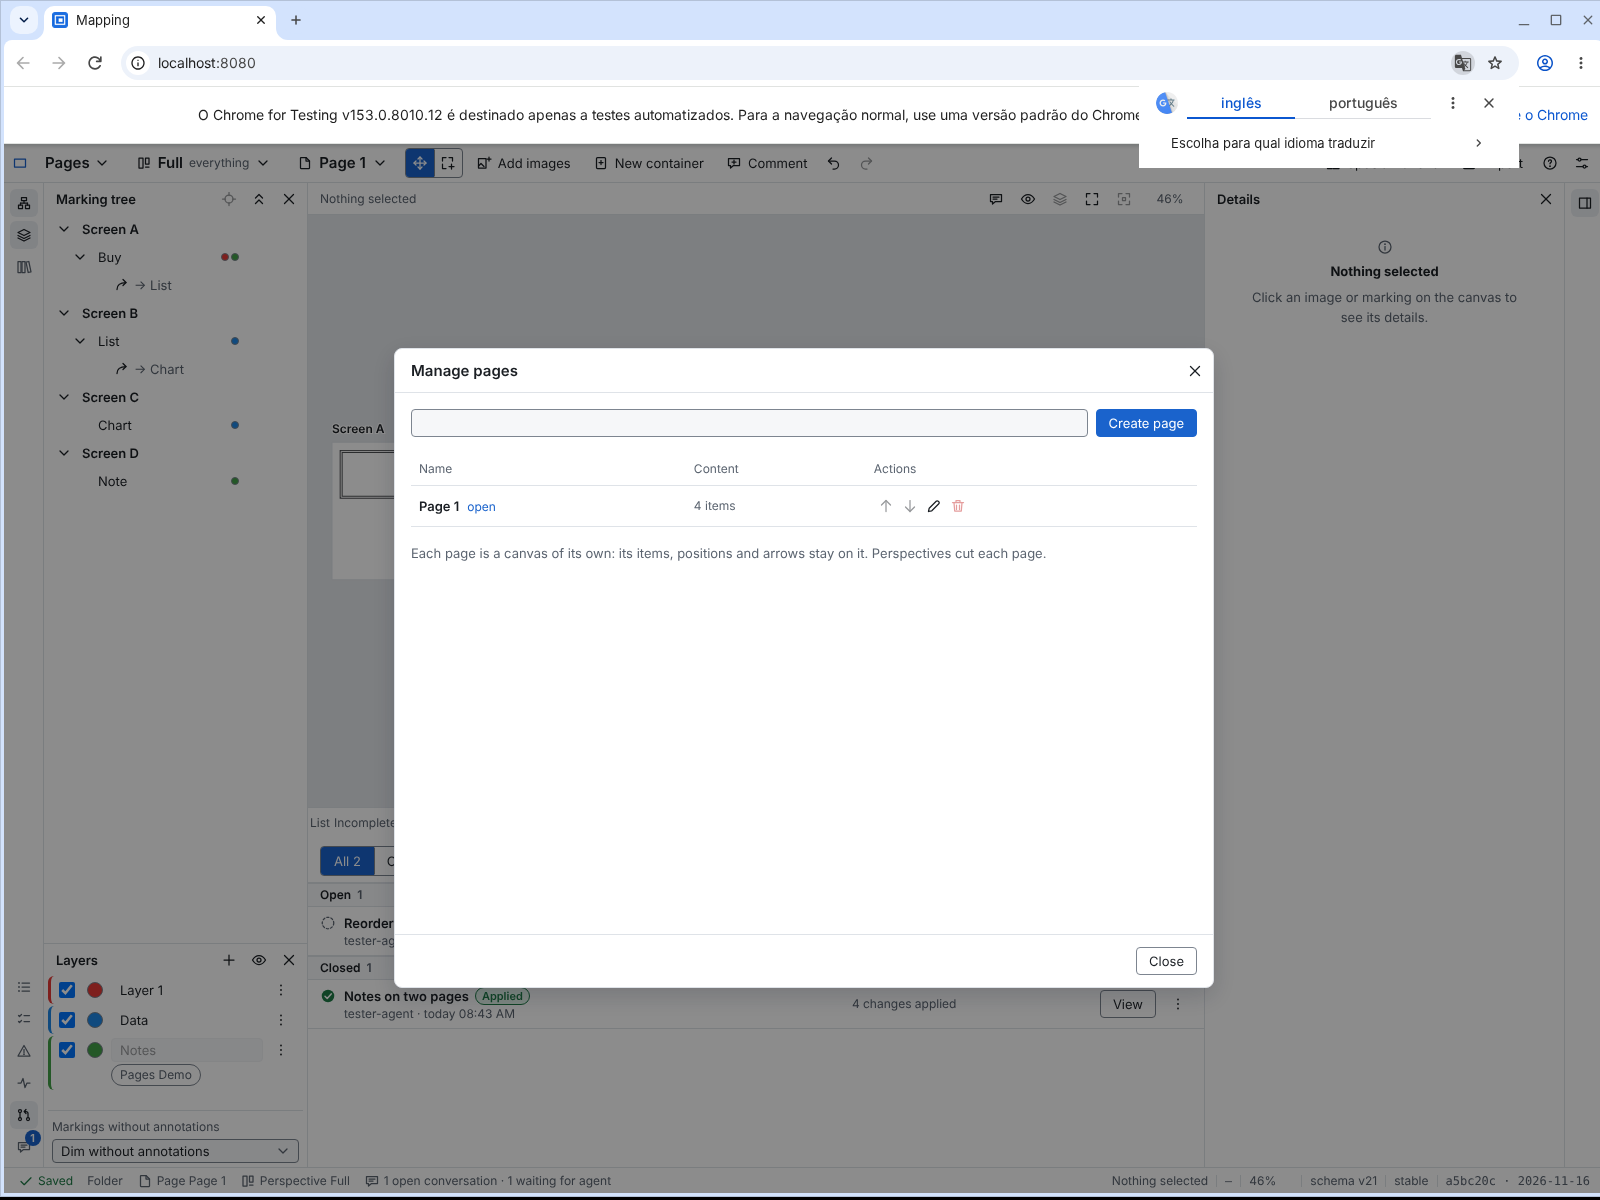 Mapping
localhost:8080
O Chrome for Testing v153.0.8010.12 é destinado apenas a testes automatizados. Para a navegação normal, use uma versão padrão do Chrome
e o Chrome
inglês
português
Escolha para qual idioma traduzir
Pages
Full everything
Page 1
Add images
New container
Comment
Marking tree
Nothing selected
46%
Details
Screen A
Buy
→ List
Screen B
List
→ Chart
Screen C
Chart
Screen D
Note
Nothing selected
Click an image or marking on the canvas to
see its details.
Screen A
Manage pages
Create page
Name Content Actions
Page 1 open 4 items
Each page is a canvas of its own: its items, positions and arrows stay on it. Perspectives cut each page.
Close
List Incomplete
All 2
Open 1
Reorder
tester-ag
Closed 1
Notes on two pages Applied
tester-agent · today 08:43 AM
4 changes applied
View
Layers
Layer 1
Data
Notes
Pages Demo
Markings without annotations
Dim without annotations
1
Saved Folder Page Page 1 Perspective Full 1 open conversation · 1 waiting for agent
Nothing selected – 46% schema v21 stable a5bc20c · 2026-11-16